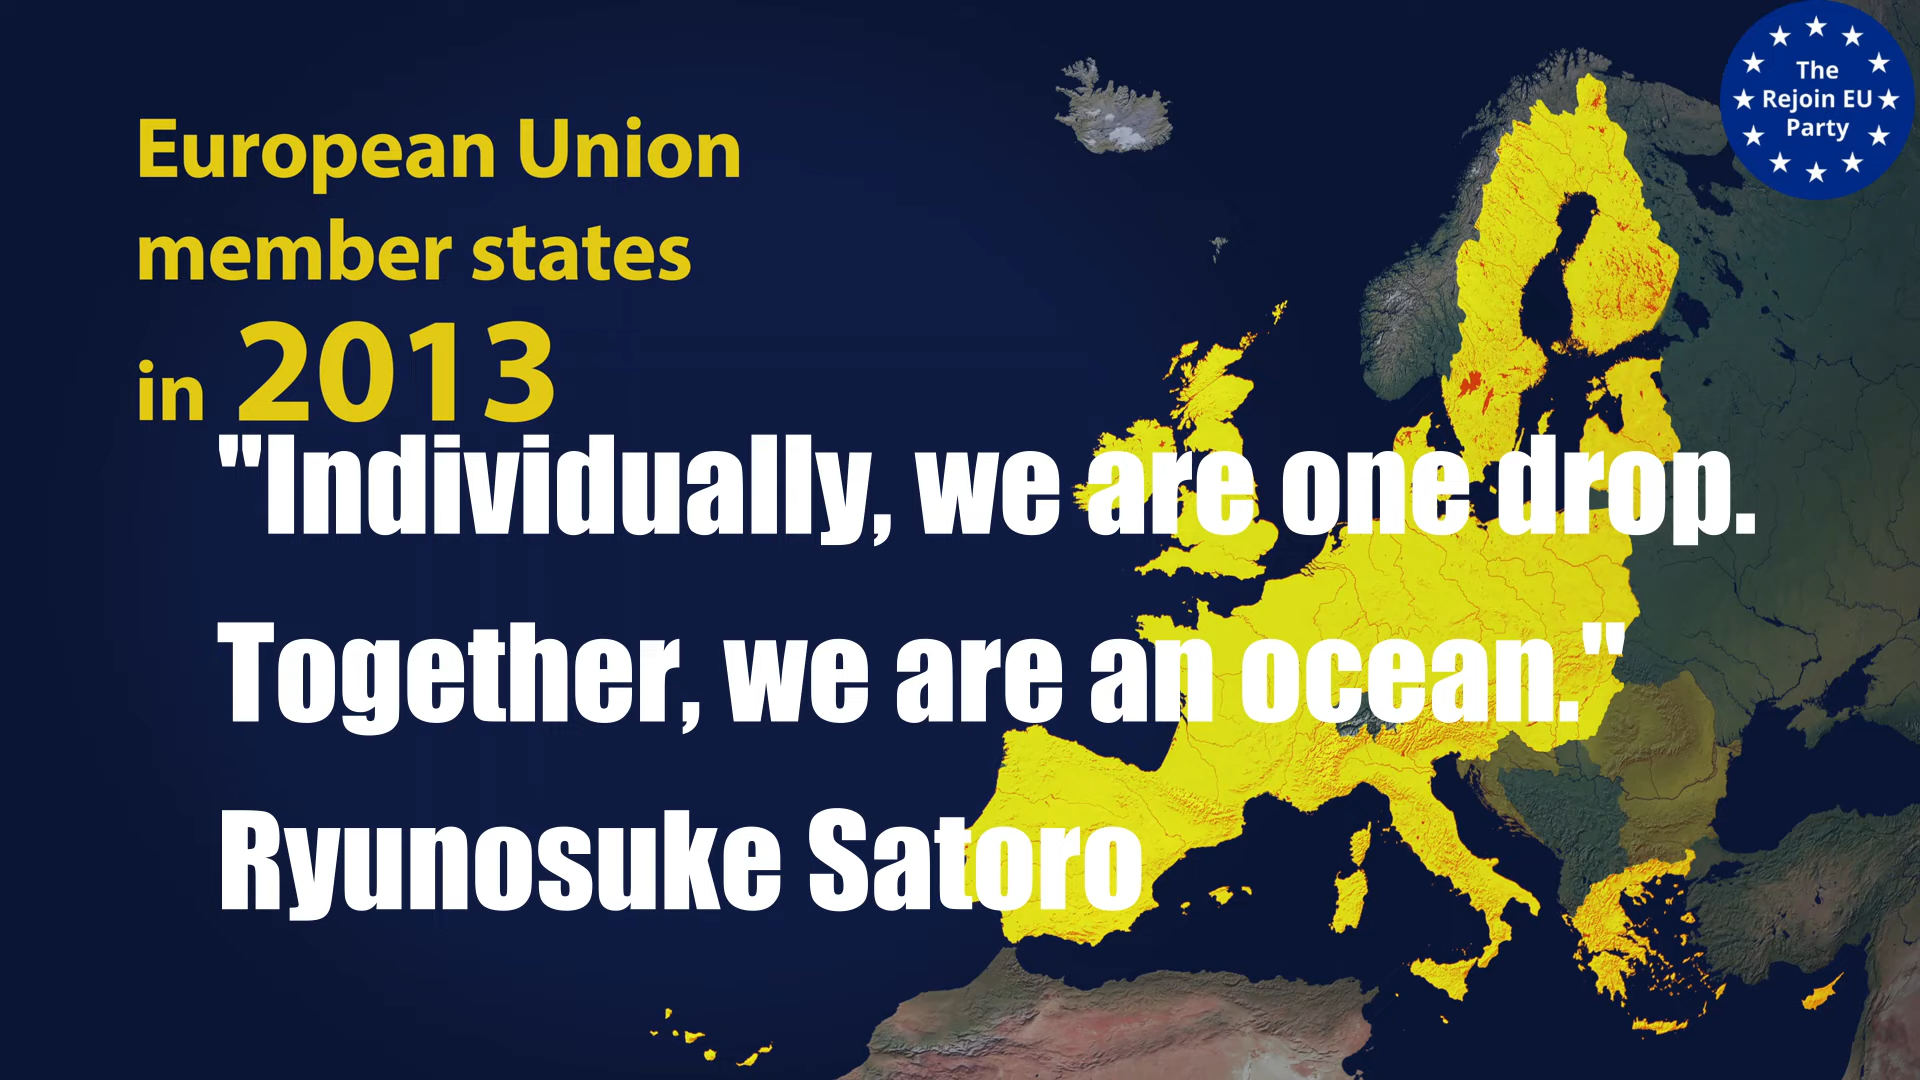 European Union
member states
in 2013
"Individually, we are one drop.
Together, we are an ocean."
Ryunosuke Satoro
The
Rejoin EU
Party